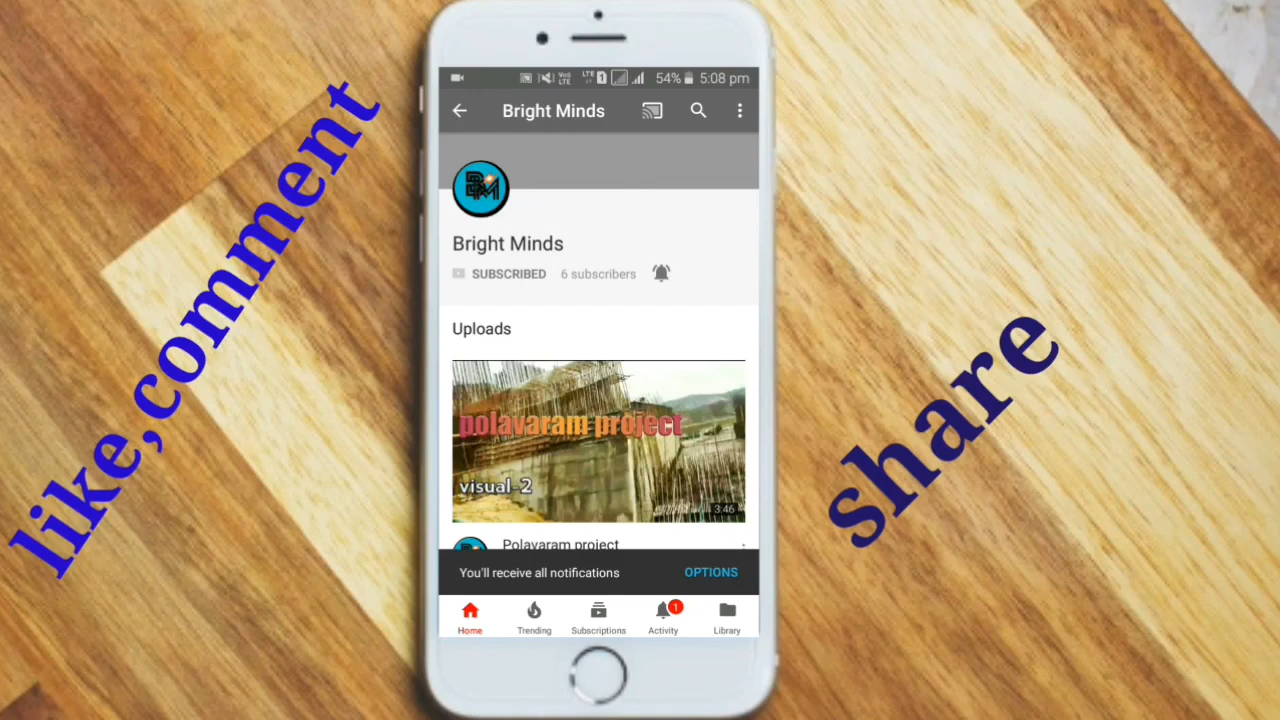 like,comment
share
54% 5:08 pm
Bright Minds
BM
Bright Minds
SUBSCRIBED 6 subscribers
Uploads
polavaram project
visual-2
3:46
Polavaram project
You'll receive all notifications OPTIONS
1
Home Trending Subscriptions Activity Library